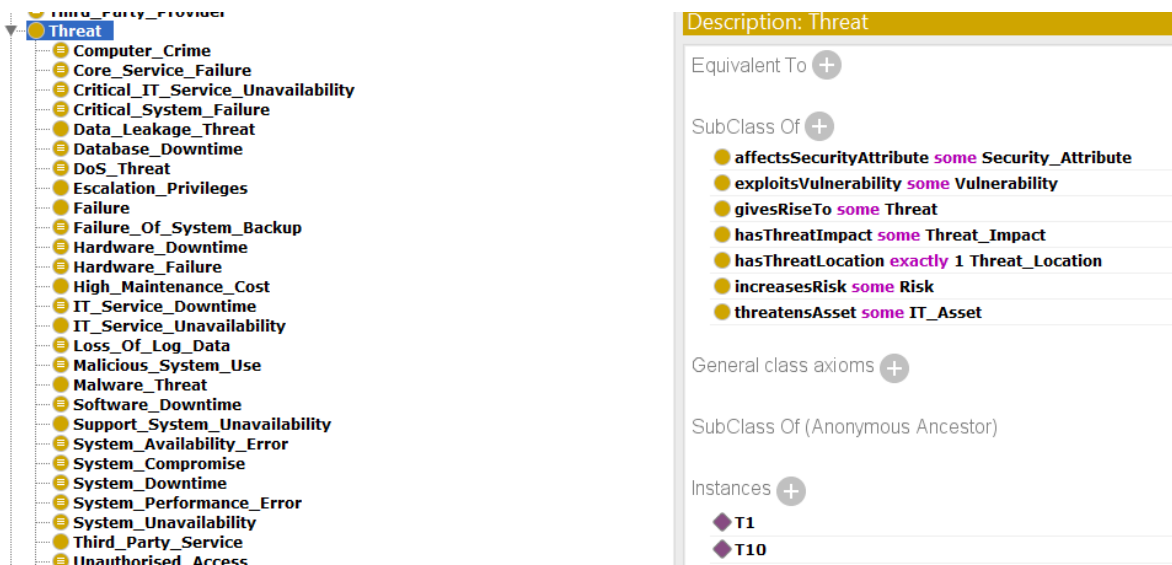 Third_Party_Provider
Threat
Computer_Crime
Core_Service_Failure
Critical_IT_Service_Unavailability
Critical_System_Failure
Data_Leakage_Threat
Database_Downtime
DoS_Threat
Escalation_Privileges
Failure
Failure_Of_System_Backup
Hardware_Downtime
Hardware_Failure
High_Maintenance_Cost
IT_Service_Downtime
IT_Service_Unavailability
Loss_Of_Log_Data
Malicious_System_Use
Malware_Threat
Software_Downtime
Support_System_Unavailability
System_Availability_Error
System_Compromise
System_Downtime
System_Performance_Error
System_Unavailability
Third_Party_Service
Unauthorised_Access
Description: Threat
Equivalent To
SubClass Of
affectsSecurityAttribute some Security_Attribute
exploitsVulnerability some Vulnerability
givesRiseTo some Threat
hasThreatImpact some Threat_Impact
hasThreatLocation exactly 1 Threat_Location
increasesRisk some Risk
threatensAsset some IT_Asset
General class axioms
SubClass Of (Anonymous Ancestor)
Instances
T1
T10